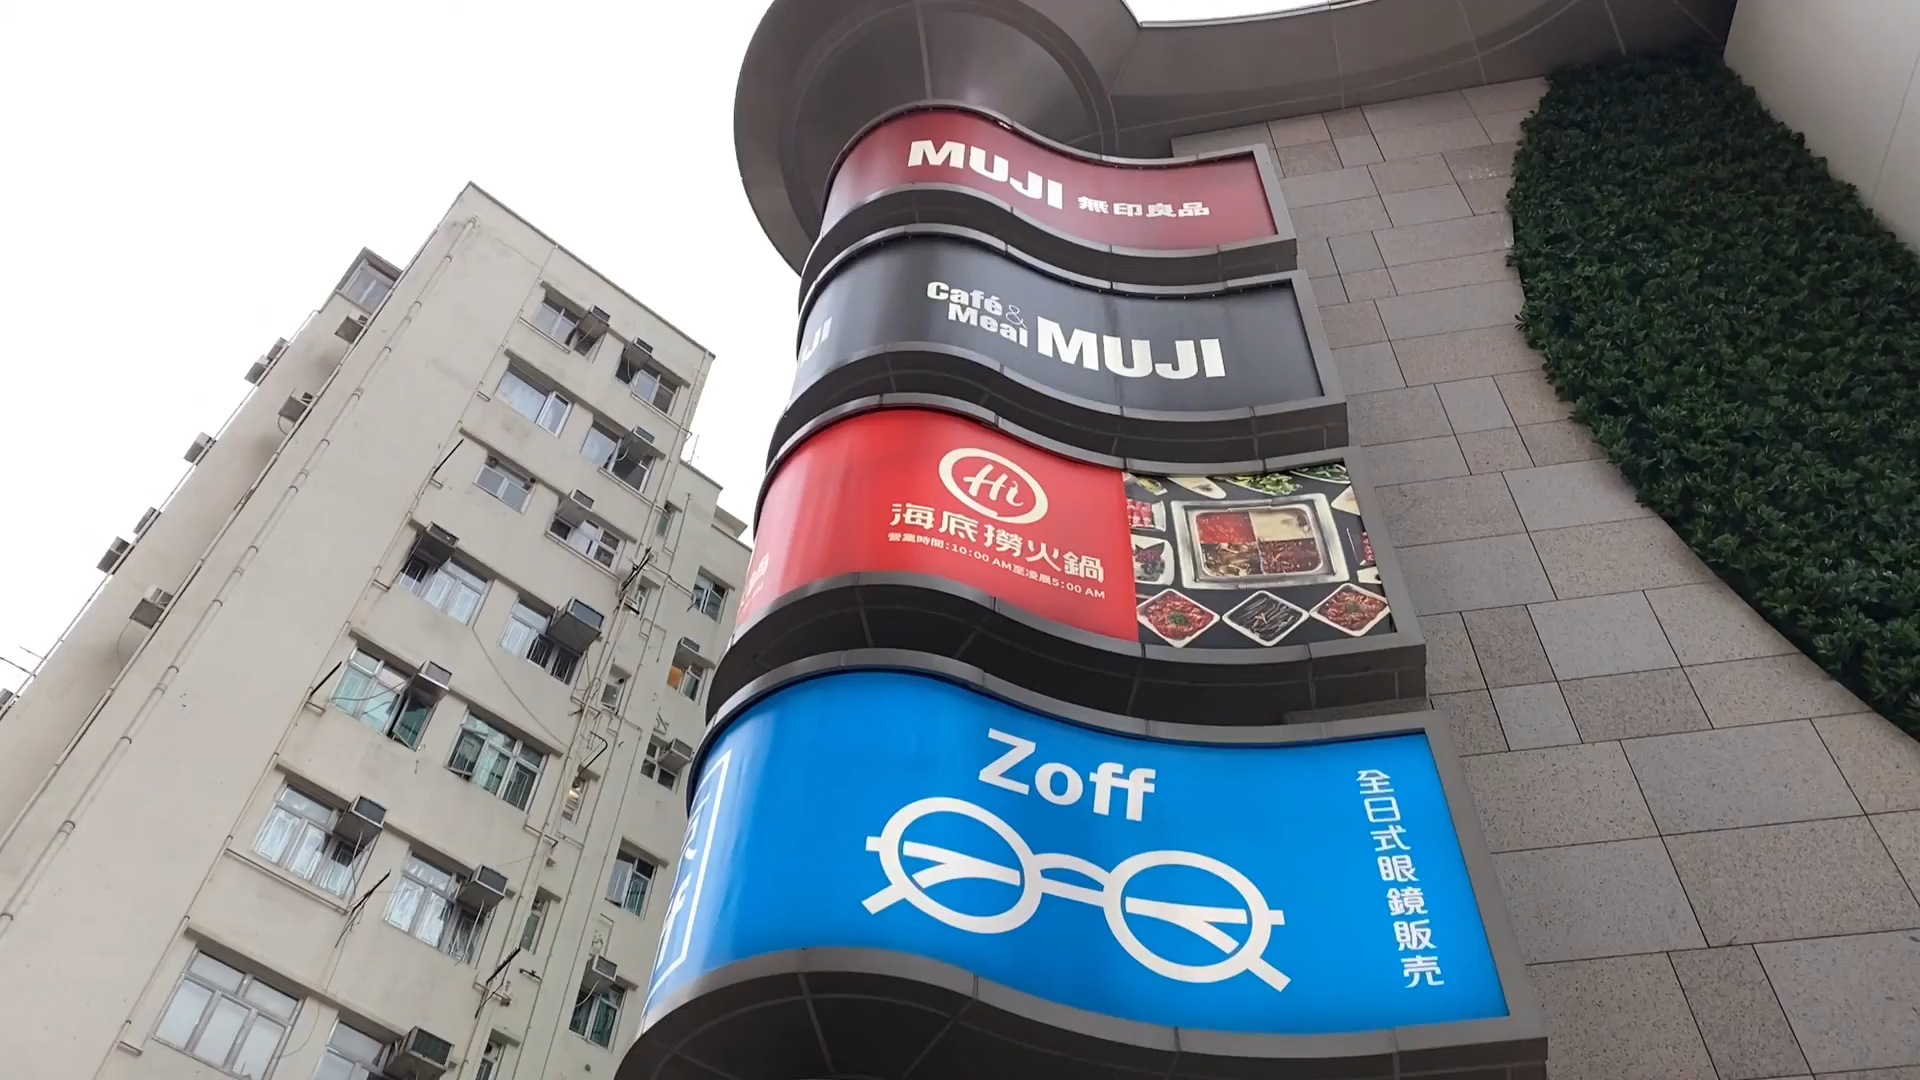 MUJI 無印良品
Café &
Meal MUJI
Hi
海底撈火鍋
營業時間:10:00 AM至凌晨5:00 AM
Zoff
全日式眼鏡販売